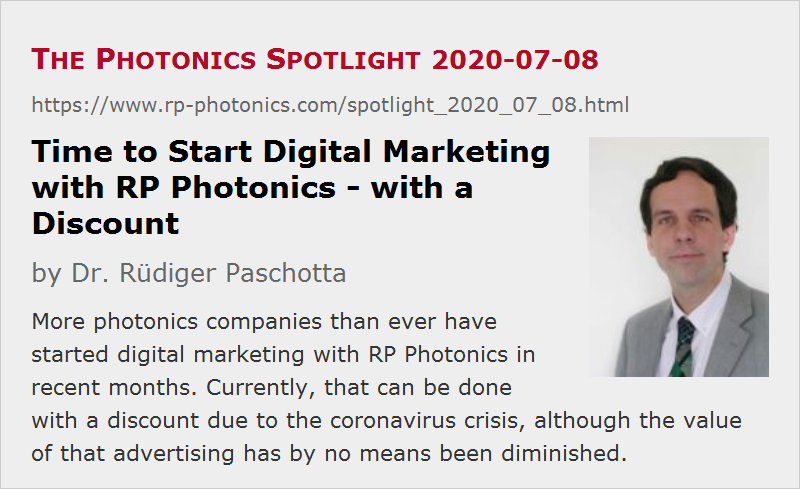 THE PHOTONICS SPOTLIGHT 2020-07-08
https://www.rp-photonics.com/spotlight_2020_07_08.html
Time to Start Digital Marketing
with RP Photonics - with a
Discount
by Dr. Rüdiger Paschotta
More photonics companies than ever have
started digital marketing with RP Photonics in
recent months. Currently, that can be done
with a discount due to the coronavirus crisis, although the value
of that advertising has by no means been diminished.